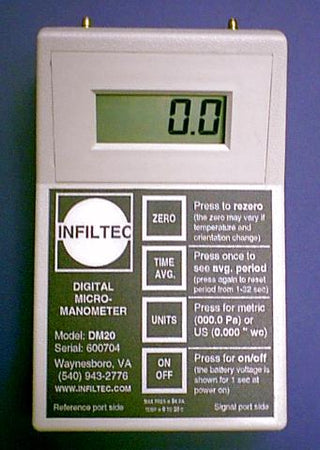 0.0
INFILTEC
DIGITAL
MICRO-
MANOMETER
Model: DM20
Serial: 600704
Waynesboro, VA
(540) 943-2776
WWW.INFILTEC.COM
Reference port side
ZERO
Press to rezero
(the zero may vary if
temperature and
orientation change)
TIME
AVG.
Press once to
see avg. period
(press again to reset
period from 1-32 sec)
UNITS
Press for metric
(000.0 Pa) or
US (0.000 " wc)
ON
OFF
Press for on/off
(the battery voltage is
shown for 1 sec at
power on)
Signal port side